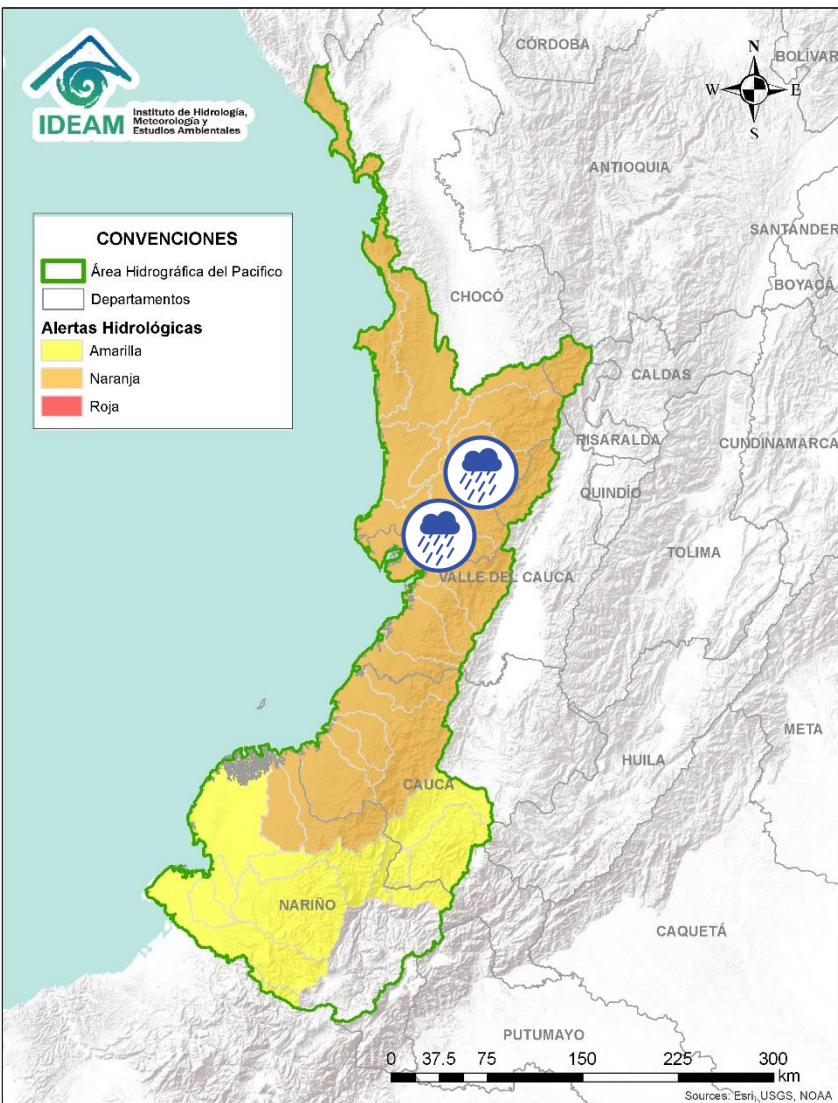 IDEAM
Instituto de Hidrología,
Meteorología y
Estudios Ambientales
CÓRDOBA
BOLÍVAR
N
W E
S
ANTIOQUIA
SANTANDER
CONVENCIONES
Área Hidrográfica del Pacifico
Departamentos
Alertas Hidrológicas
Amarilla
Naranja
Roja
BOYACÁ
CHOCÓ
CALDAS
RISARALDA
CUNDINAMARCA
QUINDÍO
TOLIMA
VALLE DEL CAUCA
META
HUILA
CAUCA
NARIÑO
CAQUETÁ
PUTUMAYO
0 37.5 75 150 225 300
km
Sources: Esri, USGS, NOAA